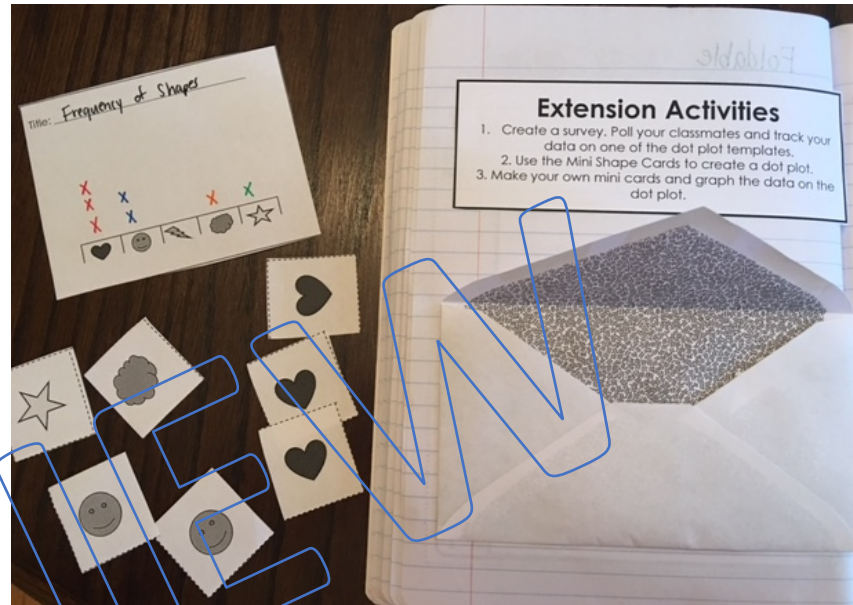 Title: Frequency of Shapes
X
X X
X X X X
Foldable
Extension Activities
1. Create a survey. Poll your classmates and track your
data on one of the dot plot templates.
2. Use the Mini Shape Cards to create a dot plot.
3. Make your own mini cards and graph the data on the
dot plot.
IEW